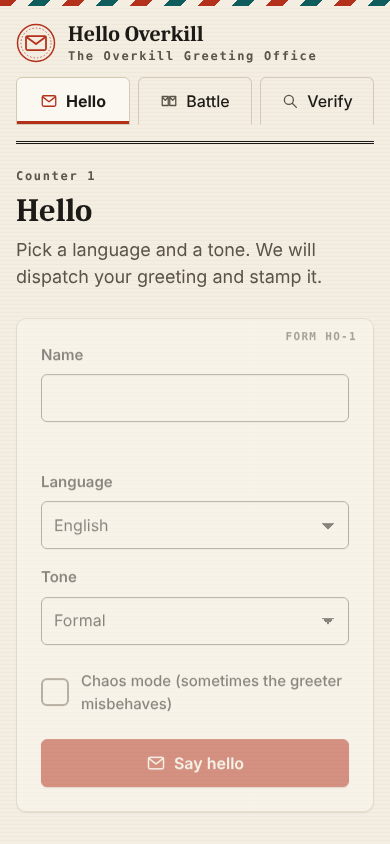 Hello Overkill
The Overkill Greeting Office
Hello
Battle
Verify
Counter 1
Hello
Pick a language and a tone. We will
dispatch your greeting and stamp it.
FORM HO-1
Name
Language
English
Tone
Formal
Chaos mode (sometimes the greeter
misbehaves)
Say hello